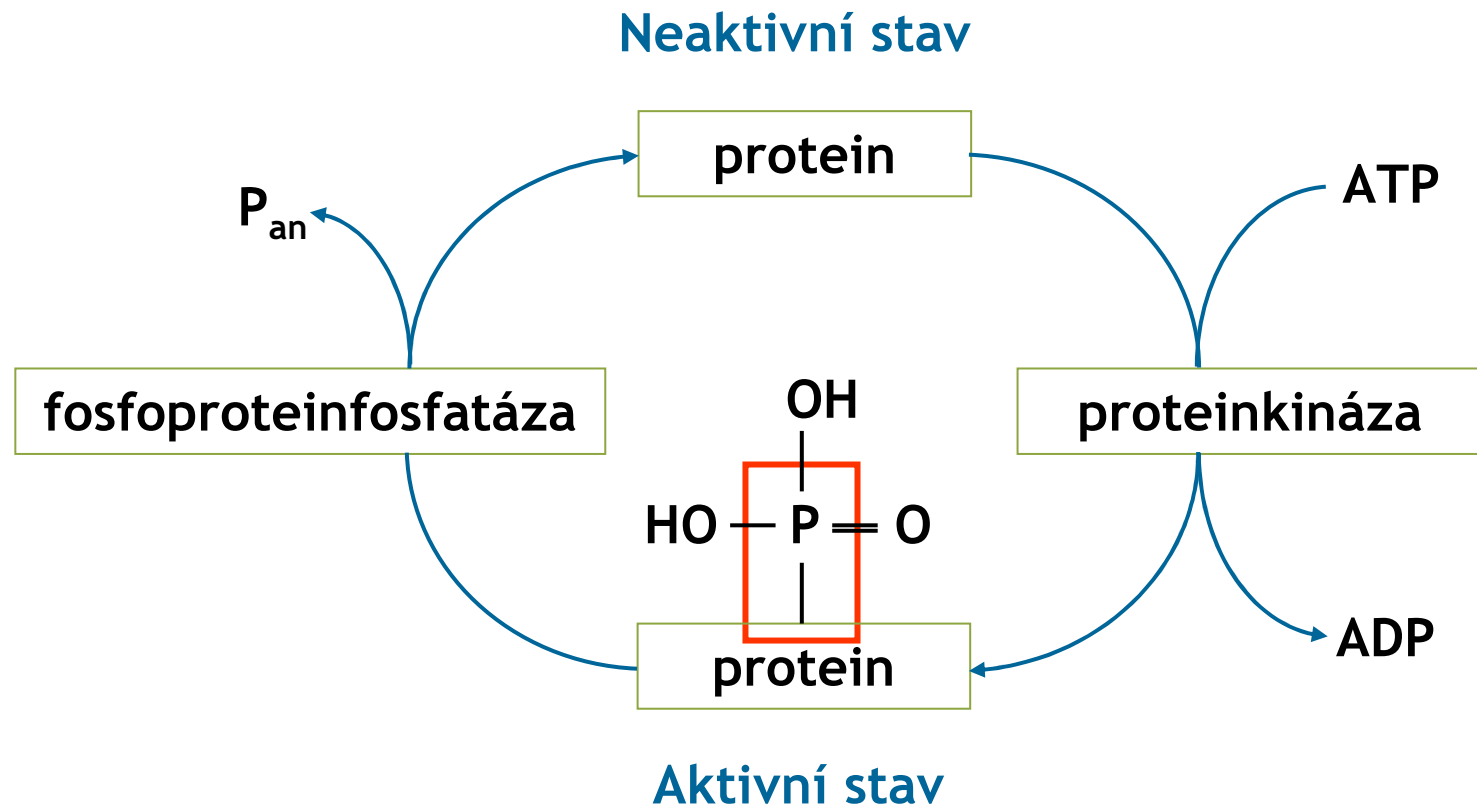 Neaktivní stav
protein
ATP
Pan
fosfoproteinfosfatáza
OH
proteinkináza
HO P O
ADP
protein
Aktivní stav